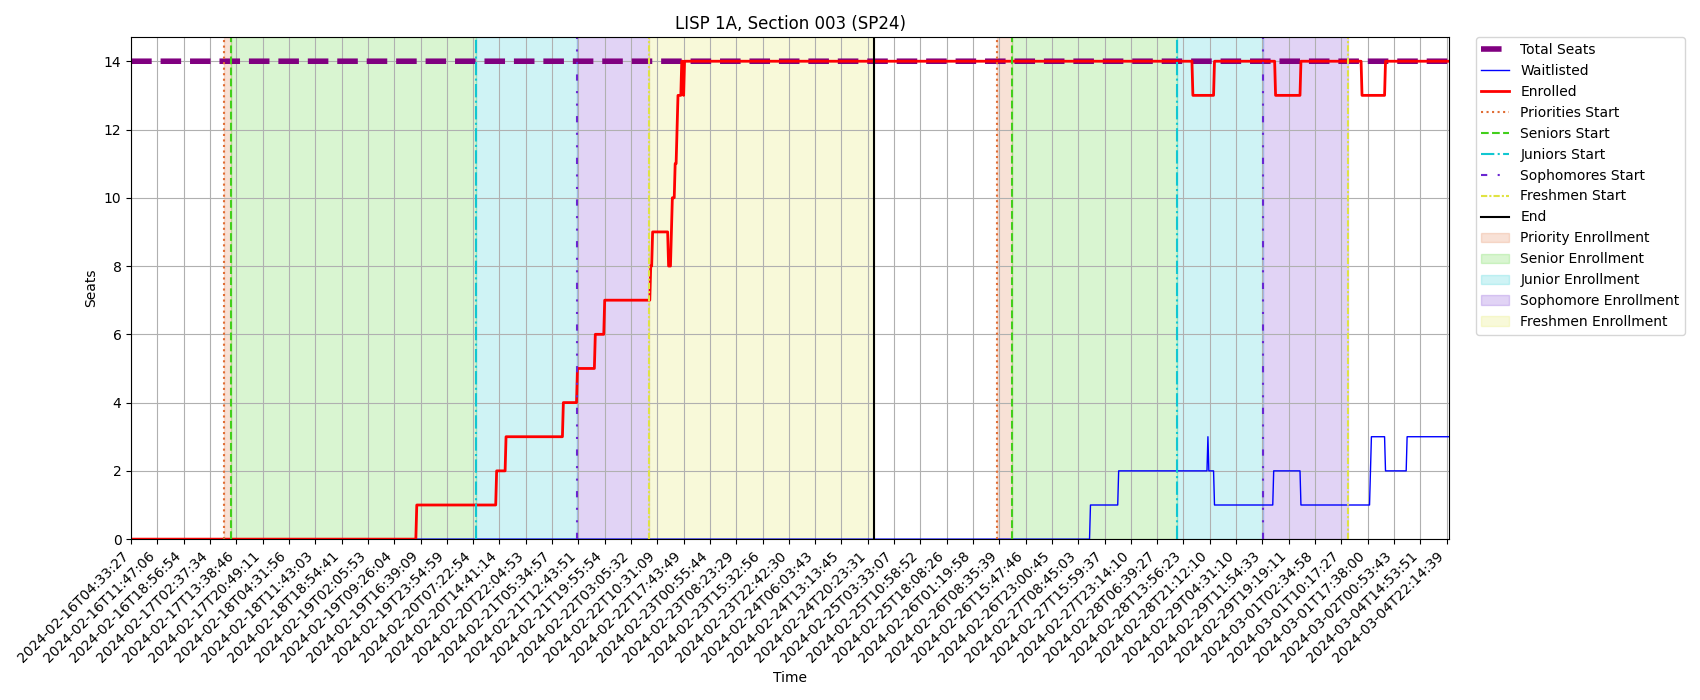 LISP 1A, Section 003 (SP24)
Seats
14
12
10
8
6
4
2
0
2024-02-16T04:33:27
2024-02-16T11:47:06
2024-02-16T18:56:54
2024-02-17T02:37:34
2024-02-17T13:38:46
2024-02-17T20:49:11
2024-02-18T04:31:56
2024-02-18T11:43:03
2024-02-18T18:54:41
2024-02-19T02:05:53
2024-02-19T09:26:04
2024-02-19T16:39:09
2024-02-19T23:54:59
2024-02-20T07:22:54
2024-02-20T14:41:14
2024-02-20T22:04:53
2024-02-21T05:34:57
2024-02-21T12:43:51
2024-02-21T19:55:54
2024-02-22T03:05:32
2024-02-22T10:31:09
2024-02-22T17:43:49
2024-02-23T00:55:44
2024-02-23T08:23:29
2024-02-23T15:32:56
2024-02-23T22:42:30
2024-02-24T06:03:43
2024-02-24T13:13:45
2024-02-24T20:23:31
2024-02-25T03:33:07
2024-02-25T10:58:52
2024-02-25T18:08:26
2024-02-26T01:19:58
2024-02-26T08:35:39
2024-02-26T15:47:46
2024-02-26T23:00:45
2024-02-27T08:45:03
2024-02-27T15:59:37
2024-02-27T23:14:10
2024-02-28T06:39:27
2024-02-28T13:56:23
2024-02-28T21:12:10
2024-02-29T04:31:10
2024-02-29T11:54:33
2024-02-29T19:19:11
2024-03-01T02:34:58
2024-03-01T10:17:27
2024-03-01T17:38:00
2024-03-02T00:53:43
2024-03-04T14:53:51
2024-03-04T22:14:39
Time
Total Seats
Waitlisted
Enrolled
Priorities Start
Seniors Start
Juniors Start
Sophomores Start
Freshmen Start
End
Priority Enrollment
Senior Enrollment
Junior Enrollment
Sophomore Enrollment
Freshmen Enrollment